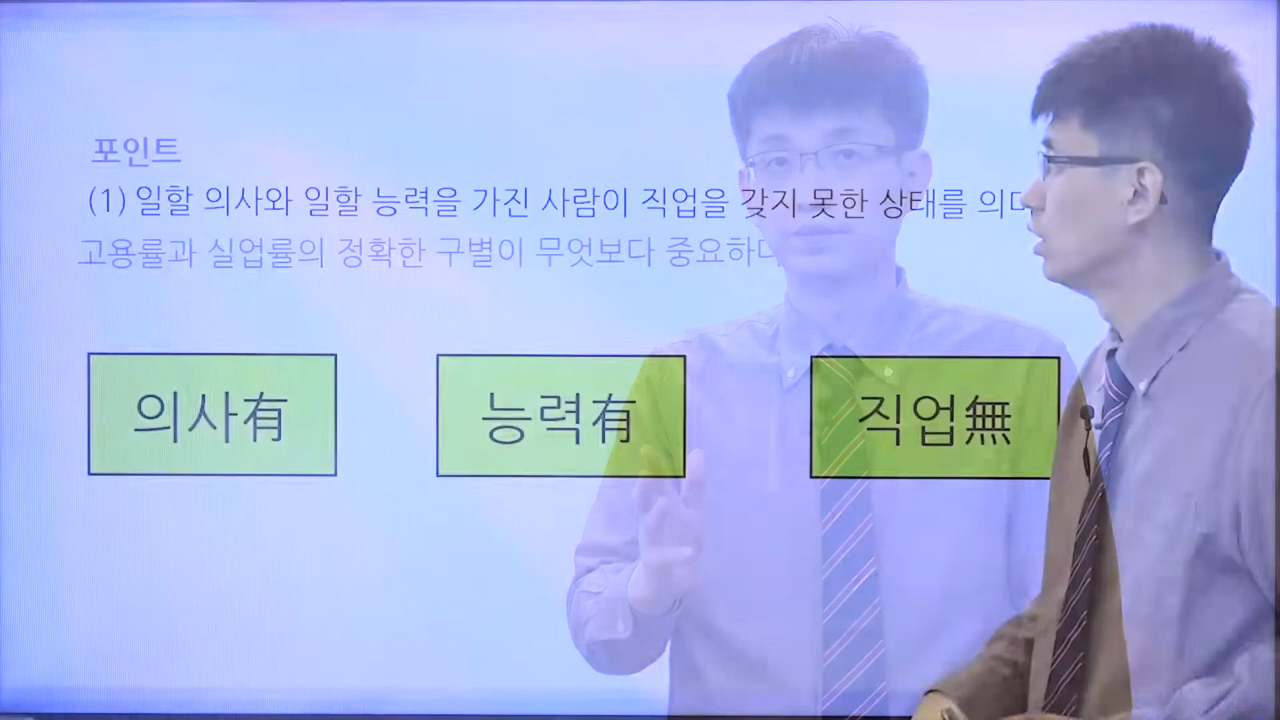 포인트
(1) 일할 의사와 일할 능력을 가진 사람이 직업을 갖지 못한 상태를
고용률과 실업률의 정확한 구별이 무엇보다 중요하다
의사有 능력有 직업無